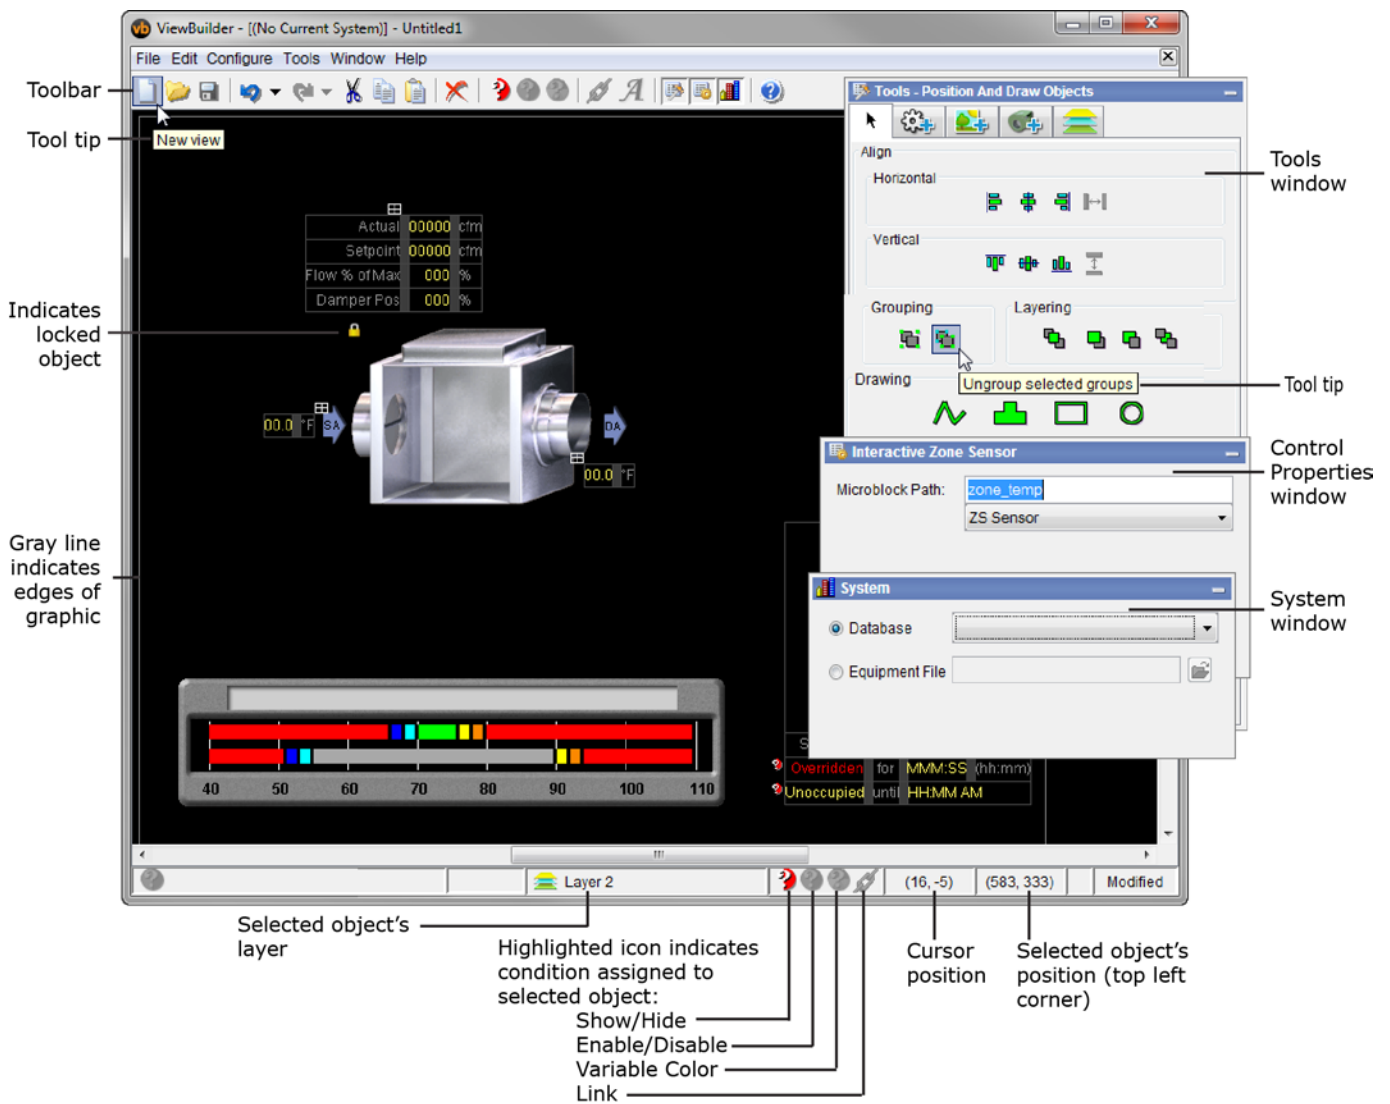 ViewBuilder - [(No Current System)] - Untitled1
File Edit Configure Tools Window Help
Toolbar
Tool tip
New view
Tools - Position And Draw Objects
Align
Horizontal
Tools
window
Vertical
Actual 00000 cfm
Setpoint 00000 cfm
Flow % of Max 000 %
Damper Pos 000 %
Indicates
locked
object
Grouping
Layering
Drawing
Ungroup selected groups
Tool tip
00.0 °F SA
DA
00.0 °F
Interactive Zone Sensor
Microblock Path: zone_temp
ZS Sensor
Control
Properties
window
Gray line
indicates
edges of
graphic
System
Database
Equipment File
System
window
S
Overridden for MMM:SS (hh:mm)
Unoccupied until HH:MM AM
40 50 60 70 80 90 100 110
Layer 2
(16, -5)
(583, 333)
Modified
Selected object's
layer
Highlighted icon indicates
condition assigned to
selected object:
Show/Hide
Enable/Disable
Variable Color
Link
Cursor
position
Selected object's
position (top left
corner)